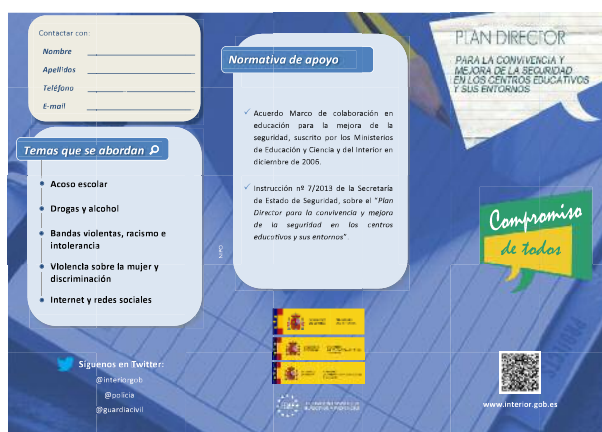 Contactar con:
Nombre
Apellidos
Teléfono
E-mail
Temas que se abordan
Acoso escolar
Drogas y alcohol
Bandas violentas, racismo e
intolerancia
Violencia sobre la mujer y
discriminación
Internet y redes sociales
Síguenos en Twitter:
@interiorgob
@policia
@guardiacivil
Normativa de apoyo
Acuerdo Marco de colaboración en
educación para la mejora de la
seguridad, suscrito por los Ministerios
de Educación y Ciencia y del Interior en
diciembre de 2006.
Instrucción nº 7/2013 de la Secretaría
de Estado de Seguridad, sobre el "Plan
Director para la convivencia y mejora
de la seguridad en los centros
educativos y sus entornos".
PLAN DIRECTOR
PARA LA CONVIVENCIA Y
MEJORA DE LA SEGURIDAD
EN LOS CENTROS EDUCATIVOS
Y SUS ENTORNOS
Compromiso
de todos
www.interior.gob.es